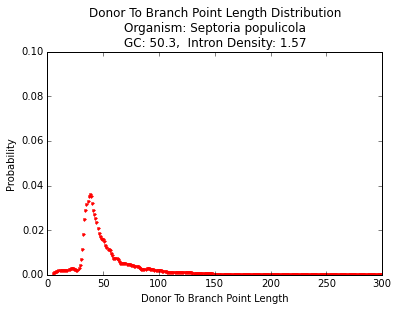 Donor To Branch Point Length Distribution
Organism: Septoria populicola
GC: 50.3,  Intron Density: 1.57
0.10
0.08
0.06
0.04
0.02
0.00
Probability
0 50 100 150 200 250 300
Donor To Branch Point Length